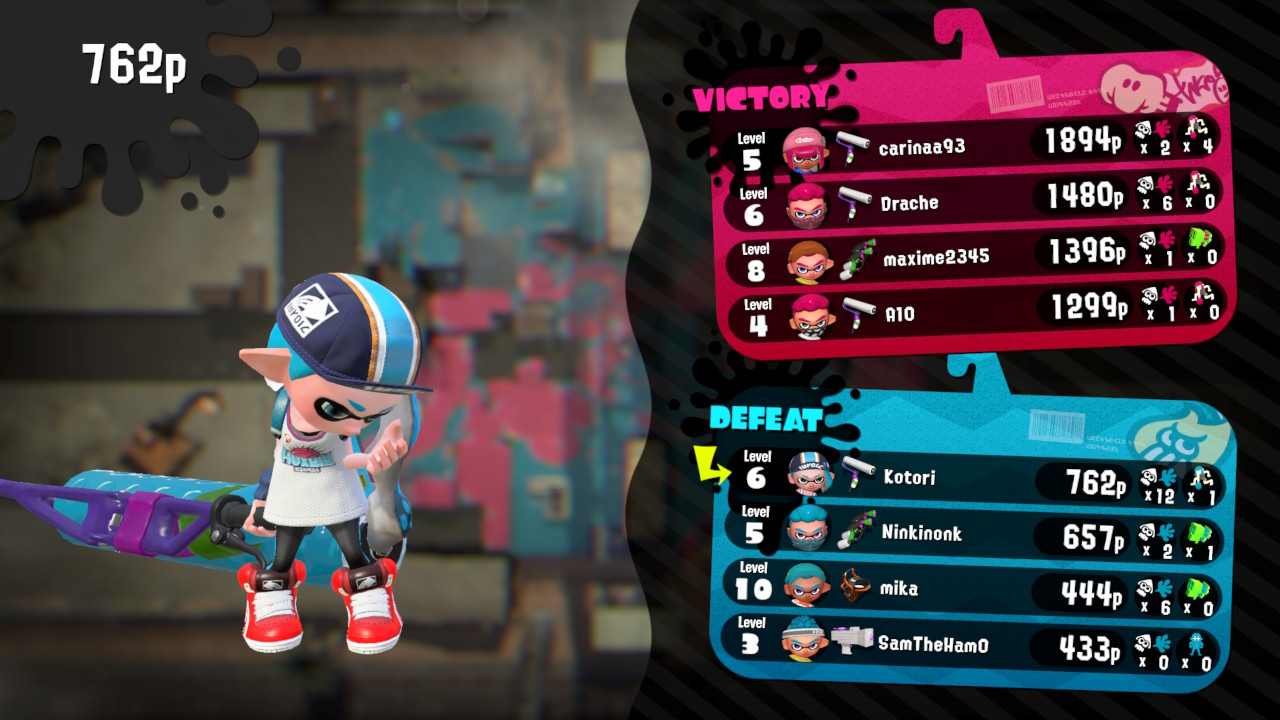 762p
VICTORY
Level 5 carinaa93 1894p x 2 x 4
Level 6 Drache 1480p x 6 x 0
Level 8 maxime2345 1396p x 1 x 0
Level 4 A10 1299p x 1 x 0
DEFEAT
Level 6 Kotori 762p x12 x 1
Level 5 Ninkinonk 657p x 2 x 1
Level 10 mika 444p x 6 x 0
Level 3 SamTheHam0 433p x 0 x 0